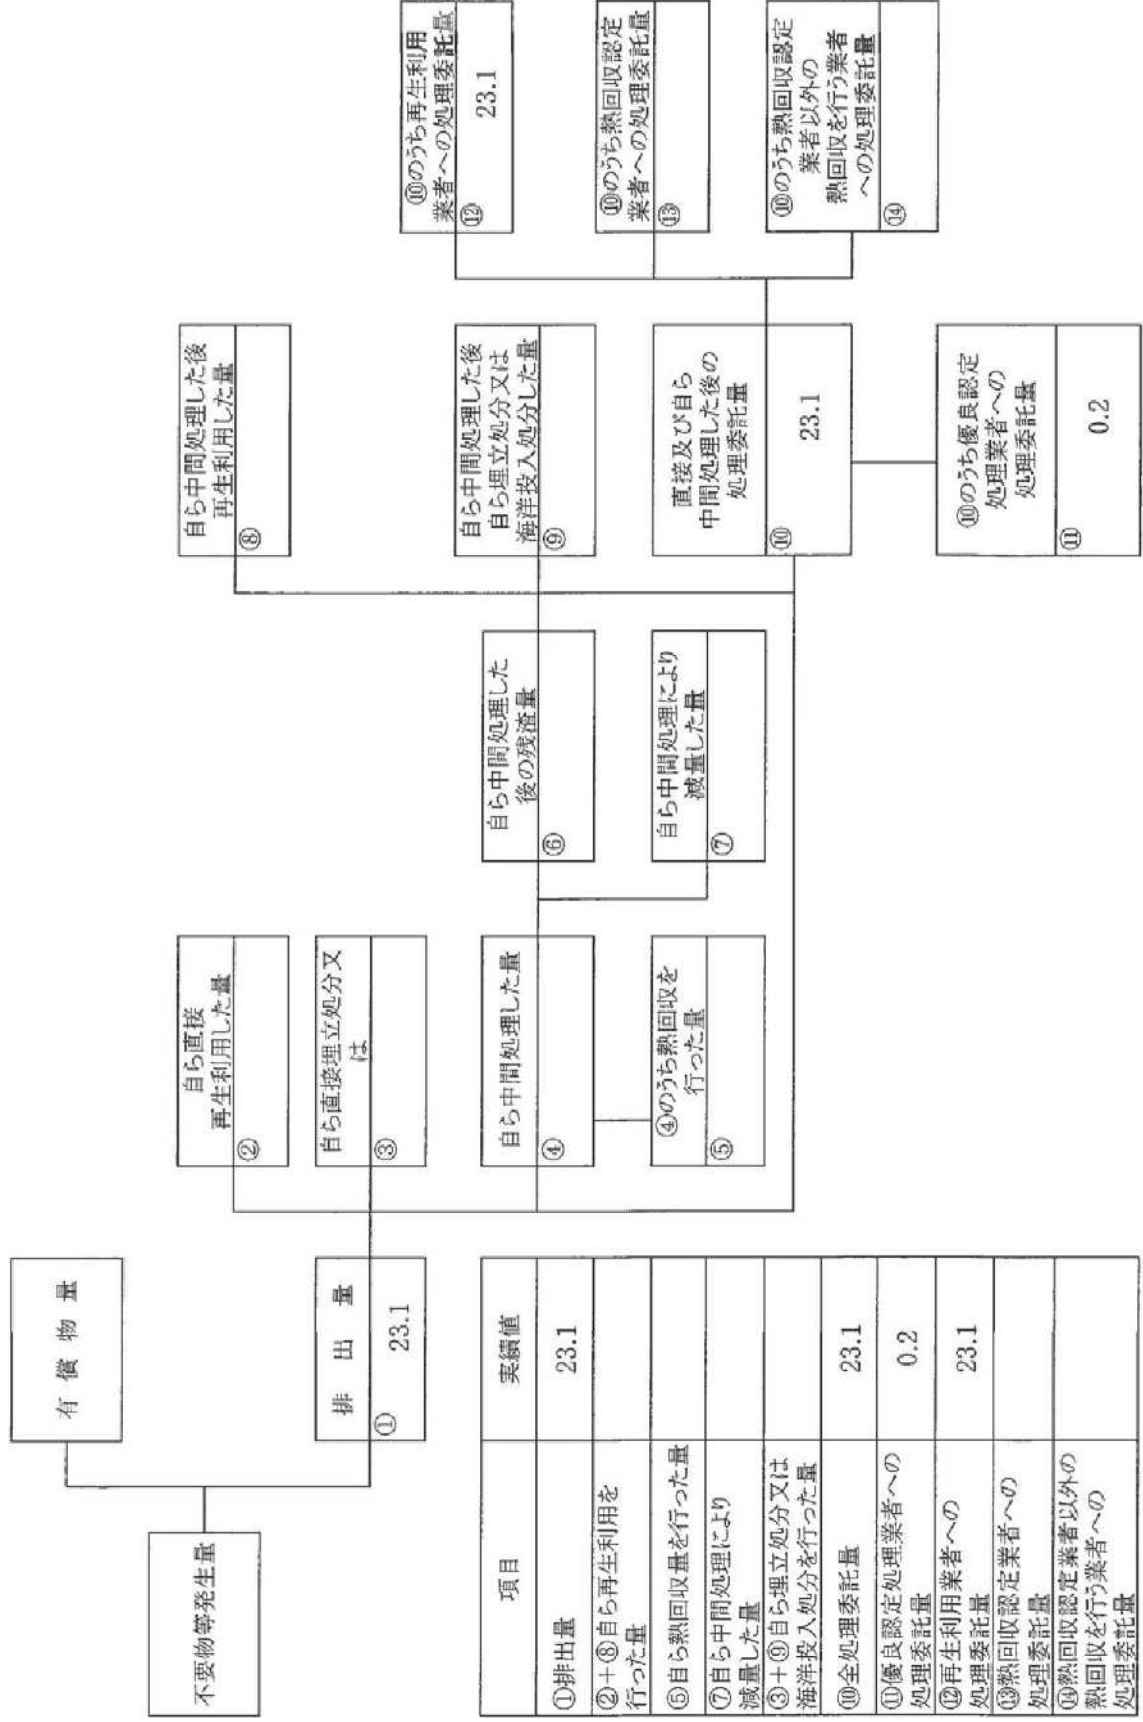 不要物等発生量
有償物量
排出量
①
23.1
自ら直接
再生利用した量
②
自ら直接埋立処分又
は
③
自ら中間処理した量
④
④のうち熱回収を
行った量
⑤
自ら中間処理した
後の残渣量
⑥
自ら中間処理により
減量した量
⑦
自ら中間処理した後
再生利用した量
⑧
自ら中間処理した後
自ら埋立処分又は
海洋投入処分した量
⑨
直接及び自ら
中間処理した後の
処理委託量
⑩
23.1
⑩のうち優良認定
処理業者への
処理委託量
⑪
0.2
⑩のうち再生利用
業者への処理委託量
⑫
23.1
⑩のうち熱回収認定
業者への処理委託量
⑬
⑩のうち熱回収認定
業者以外の
熱回収を行う業者
への処理委託量
⑭
項目 実績値
①排出量 23.1
②+⑧自ら再生利用を
行った量
⑤自ら熱回収量を行った量
⑦自ら中間処理により
減量した量
③+⑨自ら埋立処分又は
海洋投入処分を行った量
⑩全処理委託量 23.1
⑪優良認定処理業者への
処理委託量 0.2
⑫再生利用業者への
処理委託量 23.1
⑬熱回収認定業者への
処理委託量
⑭熱回収認定業者以外の
熱回収を行う業者への
処理委託量